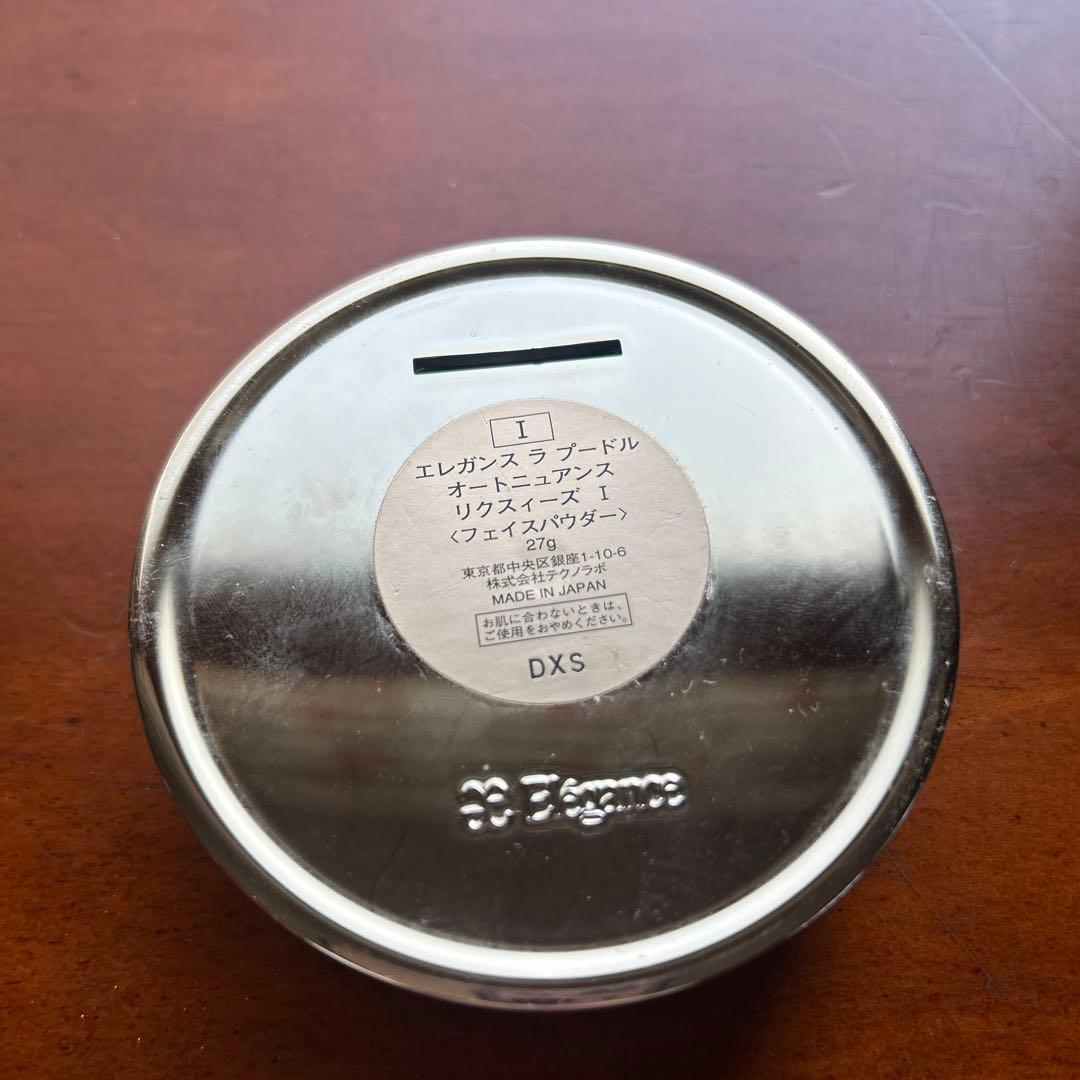 I
エレガンス ラ プードル
オートニュアンス
リクスィーズ I
〈フェイスパウダー〉
27g
東京都中央区銀座1-10-6
株式会社テクノラボ
MADE IN JAPAN
お肌に合わないときは、
ご使用をおやめください。
DXS
Elégance